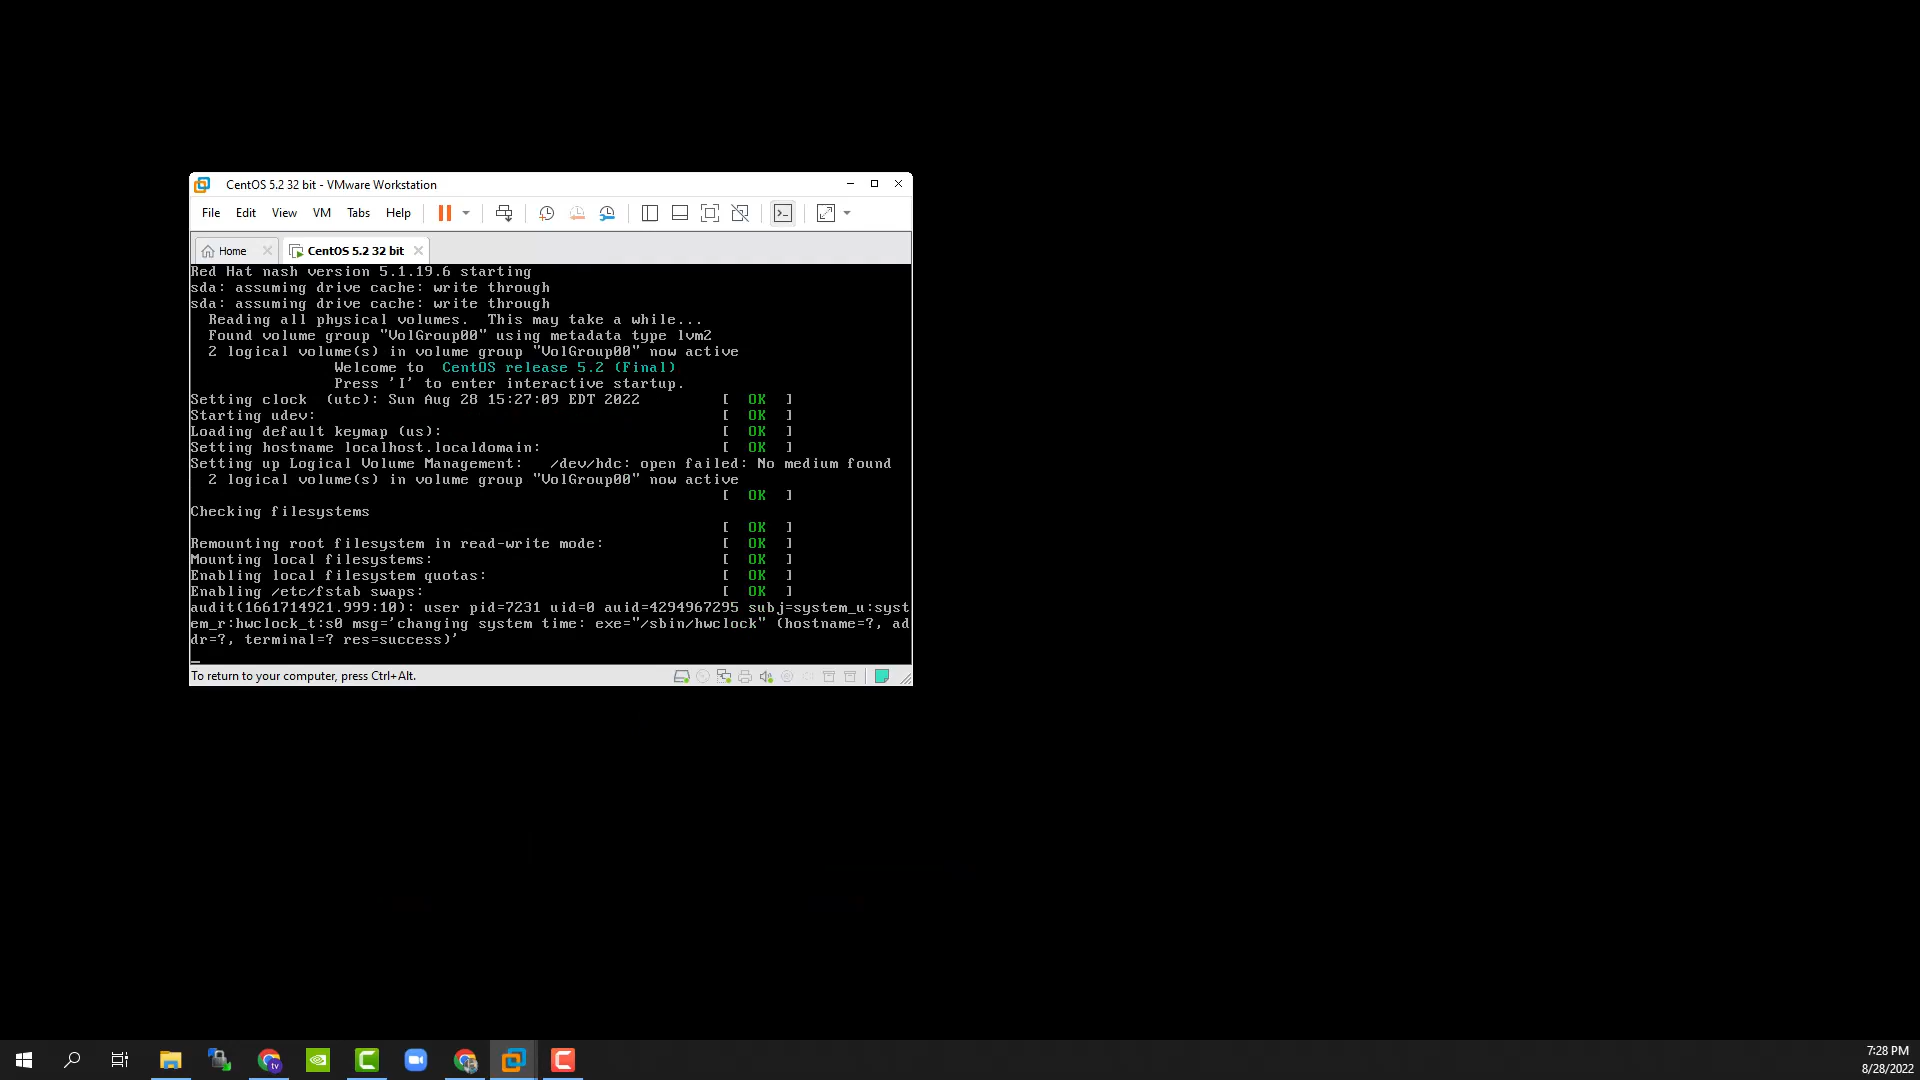 CentOS 5.2 32 bit - VMware Workstation
File Edit View VM Tabs Help
Home CentOS 5.2 32 bit
Red Hat nash version 5.1.19.6 starting
sda: assuming drive cache: write through
sda: assuming drive cache: write through
Reading all physical volumes. This may take a while...
Found volume group "VolGroup00" using metadata type lvm2
2 logical volume(s) in volume group "VolGroup00" now active
Welcome to CentOS release 5.2 (Final)
Press 'I' to enter interactive startup.
Setting clock (utc): Sun Aug 28 15:27:09 EDT 2022 [ OK ]
Starting udev: [ OK ]
Loading default keymap (us): [ OK ]
Setting hostname localhost.localdomain: [ OK ]
Setting up Logical Volume Management: /dev/hdc: open failed: No medium found
2 logical volume(s) in volume group "VolGroup00" now active
[ OK ]
Checking filesystems
[ OK ]
Remounting root filesystem in read-write mode: [ OK ]
Mounting local filesystems: [ OK ]
Enabling local filesystem quotas: [ OK ]
Enabling /etc/fstab swaps: [ OK ]
audit(1661714921.999:10): user pid=7231 uid=0 auid=4294967295 subj=system_u:syst
em_r:hwclock_t:s0 msg='changing system time: exe="/sbin/hwclock" (hostname=?, ad
dr=?, terminal=? res=success)'
To return to your computer, press Ctrl+Alt.
tv
7:28 PM
8/28/2022